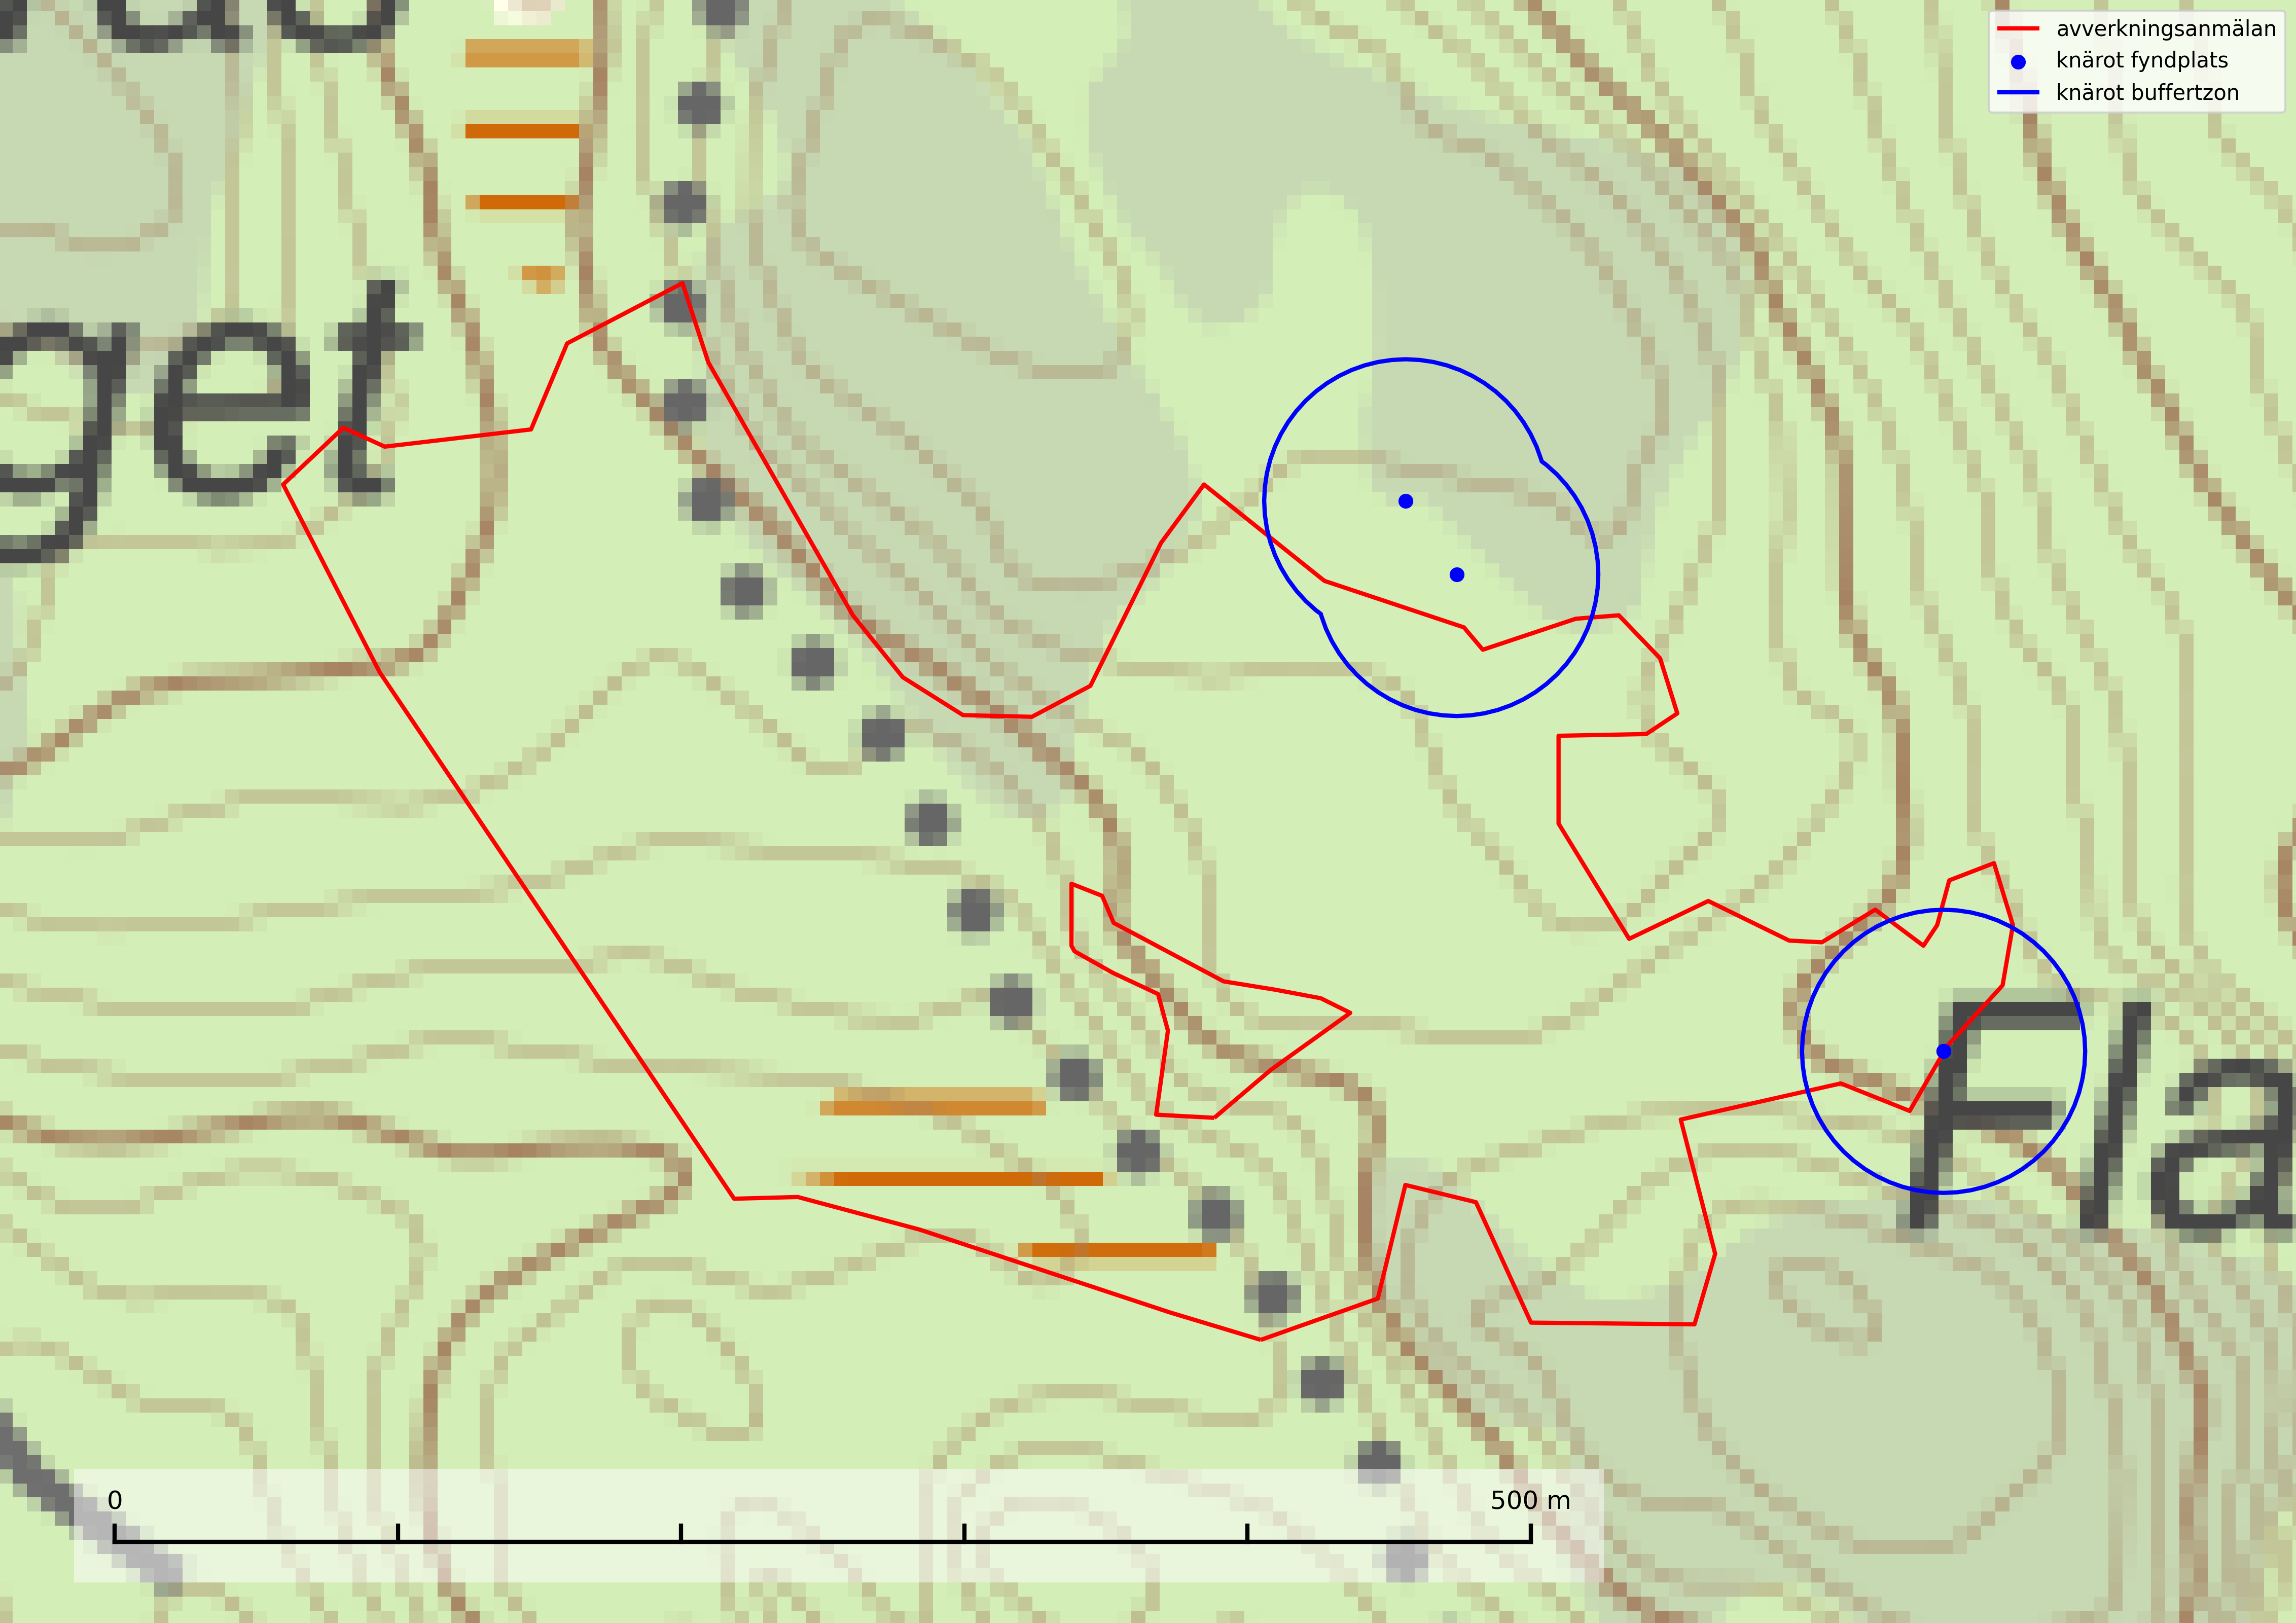 avverkningsanmälan
knärot fyndplats
knärot buffertzon
get
Fla
0 500 m